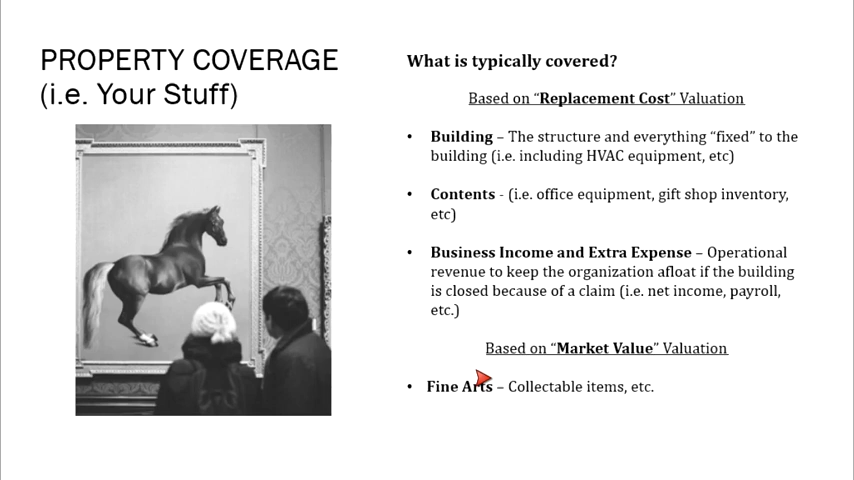 PROPERTY COVERAGE
(i.e. Your Stuff)
What is typically covered?
Based on “Replacement Cost” Valuation
• Building – The structure and everything “fixed” to the
building (i.e. including HVAC equipment, etc)
• Contents - (i.e. office equipment, gift shop inventory,
etc)
• Business Income and Extra Expense – Operational
revenue to keep the organization afloat if the building
is closed because of a claim (i.e. net income, payroll,
etc.)
Based on “Market Value” Valuation
• Fine Arts – Collectable items, etc.